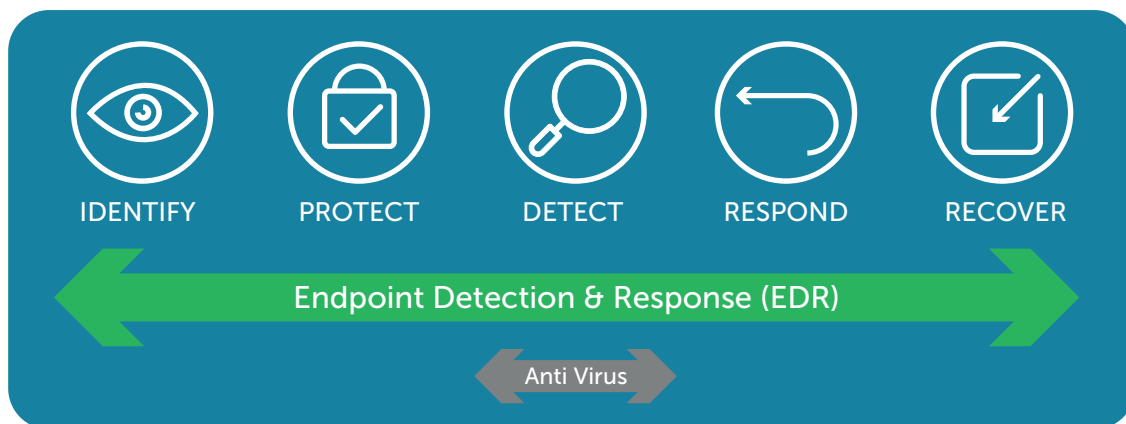 IDENTIFY PROTECT DETECT RESPOND RECOVER
Endpoint Detection & Response (EDR)
Anti Virus